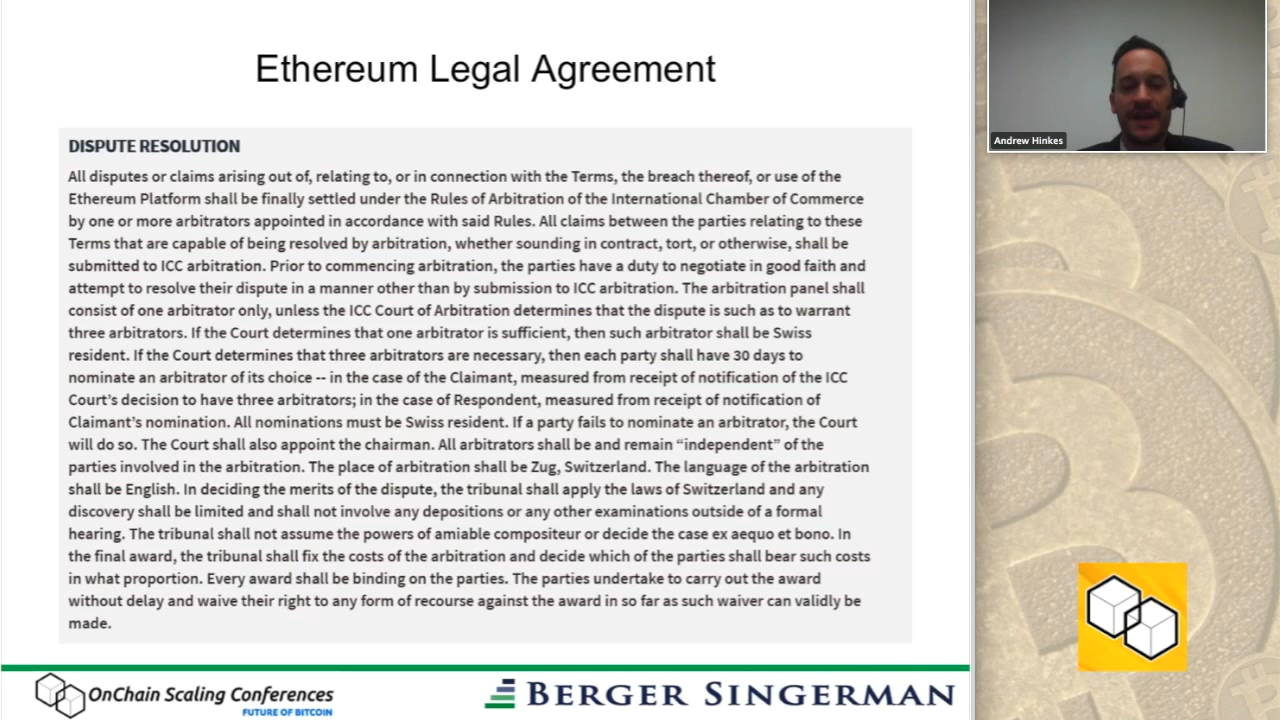 Ethereum Legal Agreement
DISPUTE RESOLUTION
All disputes or claims arising out of, relating to, or in connection with the Terms, the breach thereof, or use of the
Ethereum Platform shall be finally settled under the Rules of Arbitration of the International Chamber of Commerce
by one or more arbitrators appointed in accordance with said Rules. All claims between the parties relating to these
Terms that are capable of being resolved by arbitration, whether sounding in contract, tort, or otherwise, shall be
submitted to ICC arbitration. Prior to commencing arbitration, the parties have a duty to negotiate in good faith and
attempt to resolve their dispute in a manner other than by submission to ICC arbitration. The arbitration panel shall
consist of one arbitrator only, unless the ICC Court of Arbitration determines that the dispute is such as to warrant
three arbitrators. If the Court determines that one arbitrator is sufficient, then such arbitrator shall be Swiss
resident. If the Court determines that three arbitrators are necessary, then each party shall have 30 days to
nominate an arbitrator of its choice -- in the case of the Claimant, measured from receipt of notification of the ICC
Court's decision to have three arbitrators; in the case of Respondent, measured from receipt of notification of
Claimant's nomination. All nominations must be Swiss resident. If a party fails to nominate an arbitrator, the Court
will do so. The Court shall also appoint the chairman. All arbitrators shall be and remain “independent” of the
parties involved in the arbitration. The place of arbitration shall be Zug, Switzerland. The language of the arbitration
shall be English. In deciding the merits of the dispute, the tribunal shall apply the laws of Switzerland and any
discovery shall be limited and shall not involve any depositions or any other examinations outside of a formal
hearing. The tribunal shall not assume the powers of amiable compositeur or decide the case ex aequo et bono. In
the final award, the tribunal shall fix the costs of the arbitration and decide which of the parties shall bear such costs
in what proportion. Every award shall be binding on the parties. The parties undertake to carry out the award
without delay and waive their right to any form of recourse against the award in so far as such waiver can validly be
made.
OnChain Scaling Conferences
FUTURE OF BITCOIN
BERGER SINGERMAN
Andrew Hinkes